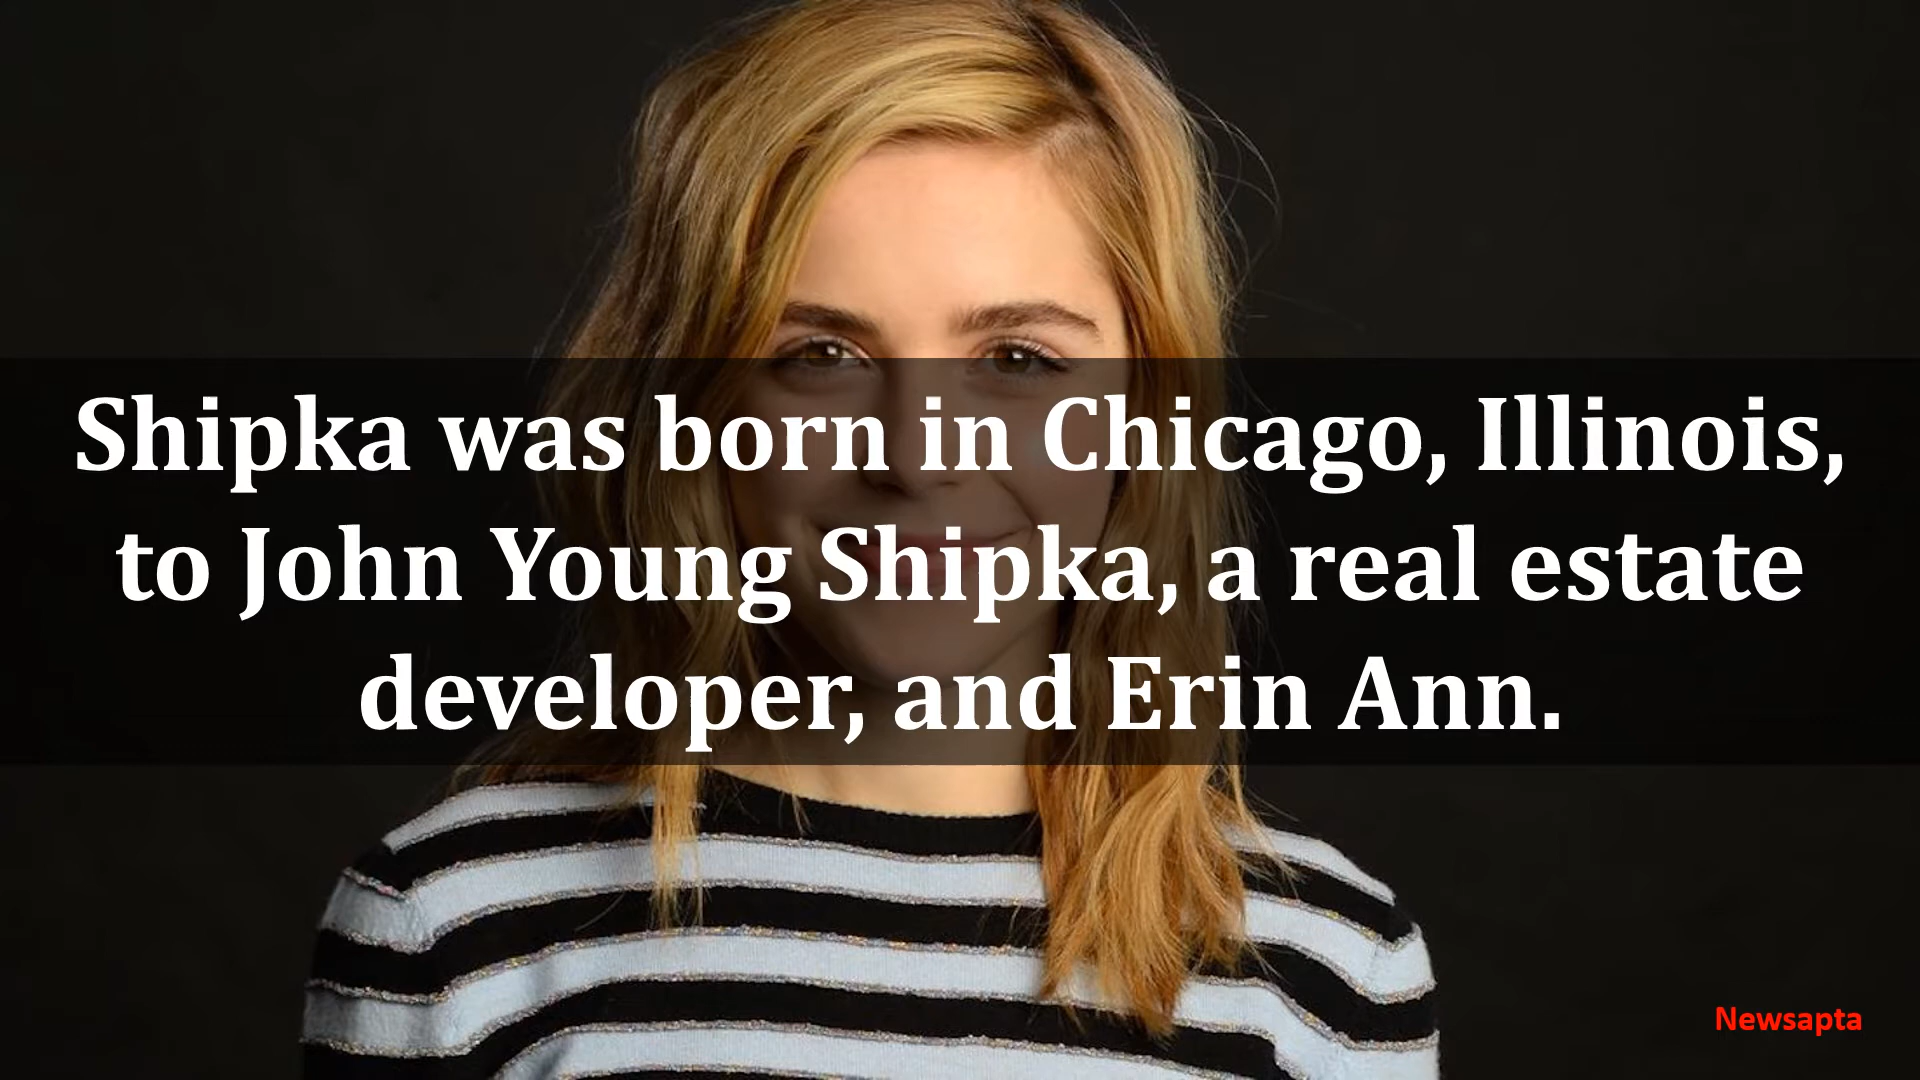 Shipka was born in Chicago, Illinois,
to John Young Shipka, a real estate
developer, and Erin Ann.
Newsapta